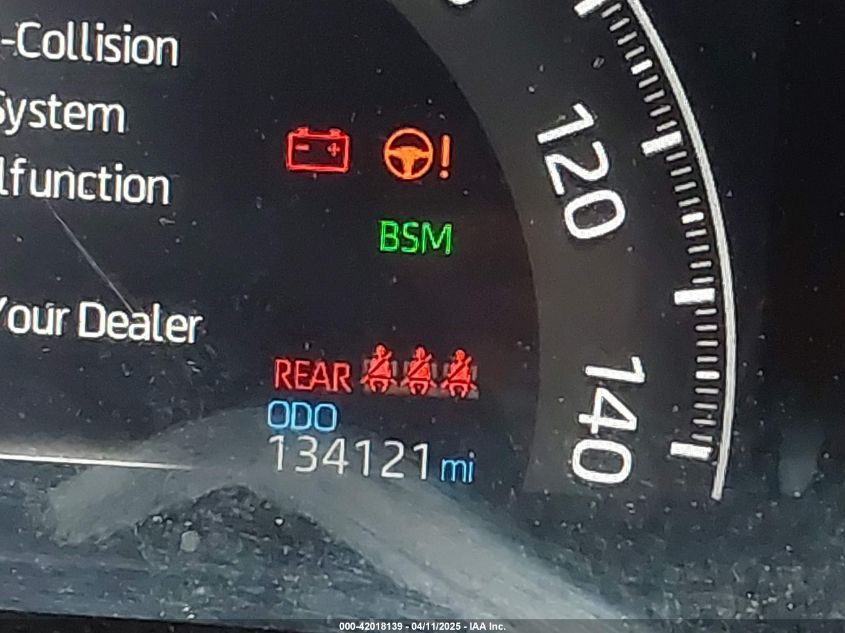 -Collision
System
lfunction
BSM
Your Dealer
REAR
ODO
134121 mi
120
140
000-42018139 - 04/11/2025 - IAA Inc.